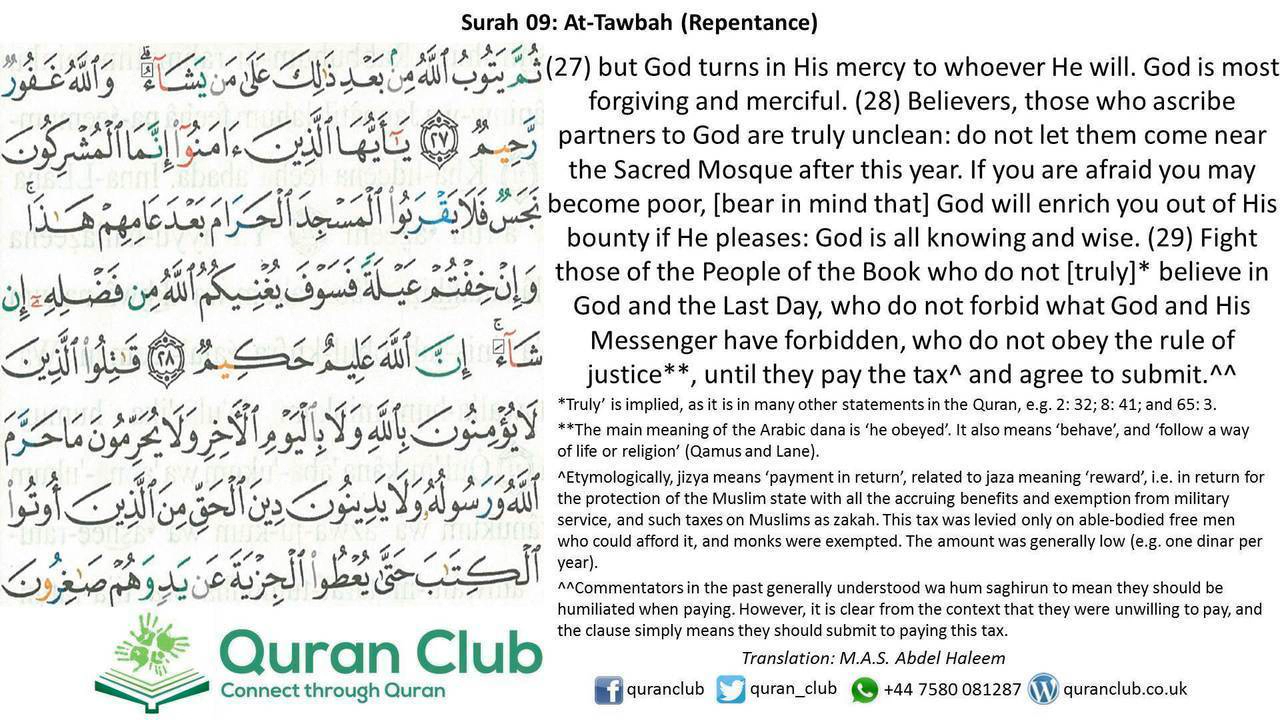 Surah 09: At-Tawbah (Repentance)
ثُمَّ يَتُوبُ ٱللَّهُ مِنۢ بَعْدِ ذَٰلِكَ عَلَىٰ مَن يَشَآءُ ۗ وَٱللَّهُ غَفُورٌ
رَّحِيمٌ ٢٧ يَٰٓأَيُّهَا ٱلَّذِينَ ءَامَنُوٓا۟ إِنَّمَا ٱلْمُشْرِكُونَ
نَجَسٌ فَلَا يَقْرَبُوا۟ ٱلْمَسْجِدَ ٱلْحَرَامَ بَعْدَ عَامِهِمْ هَٰذَا ۚ
وَإِنْ خِفْتُمْ عَيْلَةً فَسَوْفَ يُغْنِيكُمُ ٱللَّهُ مِن فَضْلِهِۦٓ إِن
شَآءَ ۚ إِنَّ ٱللَّهَ عَلِيمٌ حَكِيمٌ ٢٨ قَٰتِلُوا۟ ٱلَّذِينَ
لَا يُؤْمِنُونَ بِٱللَّهِ وَلَا بِٱلْيَوْمِ ٱلْءَاخِرِ وَلَا يُحَرِّمُونَ مَا حَرَّمَ
ٱللَّهُ وَرَسُولُهُۥ وَلَا يَدِينُونَ دِينَ ٱلْحَقِّ مِنَ ٱلَّذِينَ أُوتُوا۟
ٱلْكِتَٰبَ حَتَّىٰ يُعْطُوا۟ ٱلْجِزْيَةَ عَن يَدٍ وَهُمْ صَٰغِرُونَ
(27) but God turns in His mercy to whoever He will. God is most
forgiving and merciful. (28) Believers, those who ascribe
partners to God are truly unclean: do not let them come near
the Sacred Mosque after this year. If you are afraid you may
become poor, [bear in mind that] God will enrich you out of His
bounty if He pleases: God is all knowing and wise. (29) Fight
those of the People of the Book who do not [truly]* believe in
God and the Last Day, who do not forbid what God and His
Messenger have forbidden, who do not obey the rule of
justice**, until they pay the tax^ and agree to submit.^^
*Truly’ is implied, as it is in many other statements in the Quran, e.g. 2: 32; 8: 41; and 65: 3.
**The main meaning of the Arabic dana is ‘he obeyed’. It also means ‘behave’, and ‘follow a way
of life or religion’ (Qamus and Lane).
^Etymologically, jizya means ‘payment in return’, related to jaza meaning ‘reward’, i.e. in return for
the protection of the Muslim state with all the accruing benefits and exemption from military
service, and such taxes on Muslims as zakah. This tax was levied only on able-bodied free men
who could afford it, and monks were exempted. The amount was generally low (e.g. one dinar per
year).
^^Commentators in the past generally understood wa hum saghirun to mean they should be
humiliated when paying. However, it is clear from the context that they were unwilling to pay, and
the clause simply means they should submit to paying this tax.
Translation: M.A.S. Abdel Haleem
Quran Club
Connect through Quran
quranclub quran_club +44 7580 081287 quranclub.co.uk